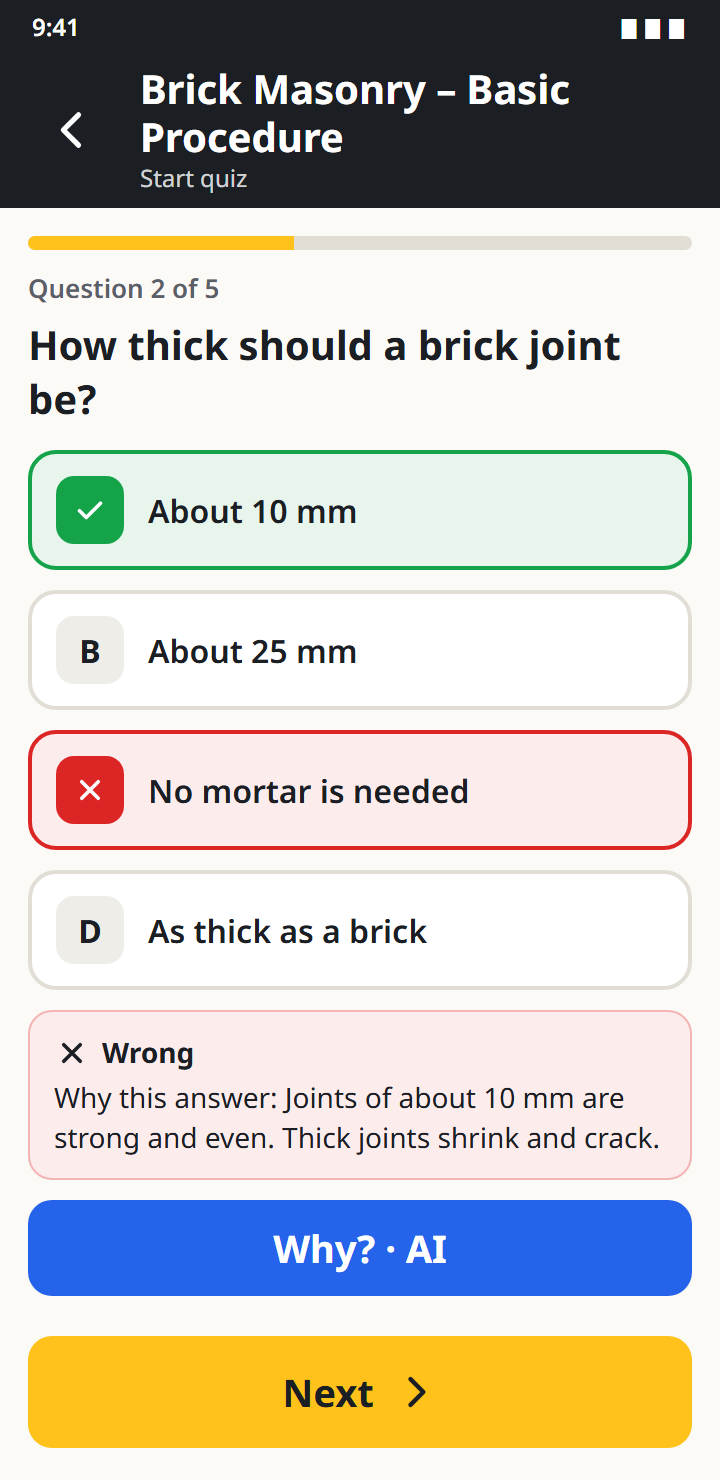 9:41
Brick Masonry – Basic
Procedure
Start quiz
Question 2 of 5
How thick should a brick joint
be?
About 10 mm
B About 25 mm
No mortar is needed
D As thick as a brick
Wrong
Why this answer: Joints of about 10 mm are
strong and even. Thick joints shrink and crack.
Why? · AI
Next